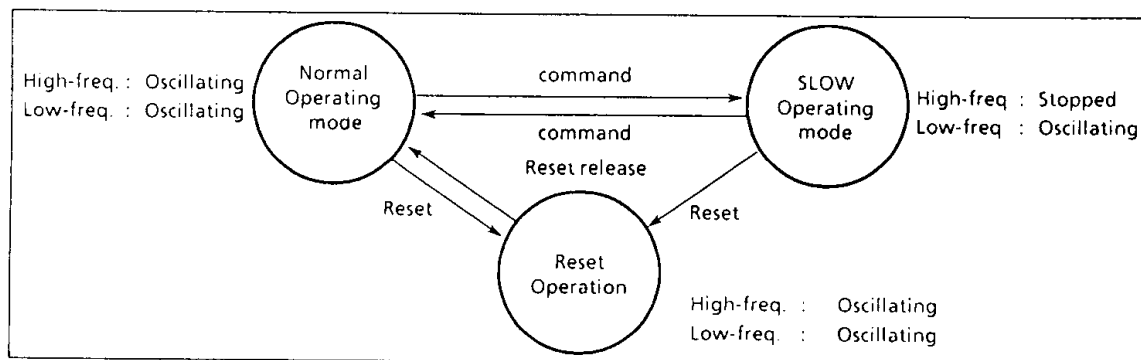 High-freq. : Oscillating
Low-freq. : Oscillating
Normal
Operating
mode
command
command
SLOW
Operating
mode
High-freq : Stopped
Low-freq : Oscillating
Reset release
Reset
Reset
Reset
Operation
High-freq. : Oscillating
Low-freq. : Oscillating